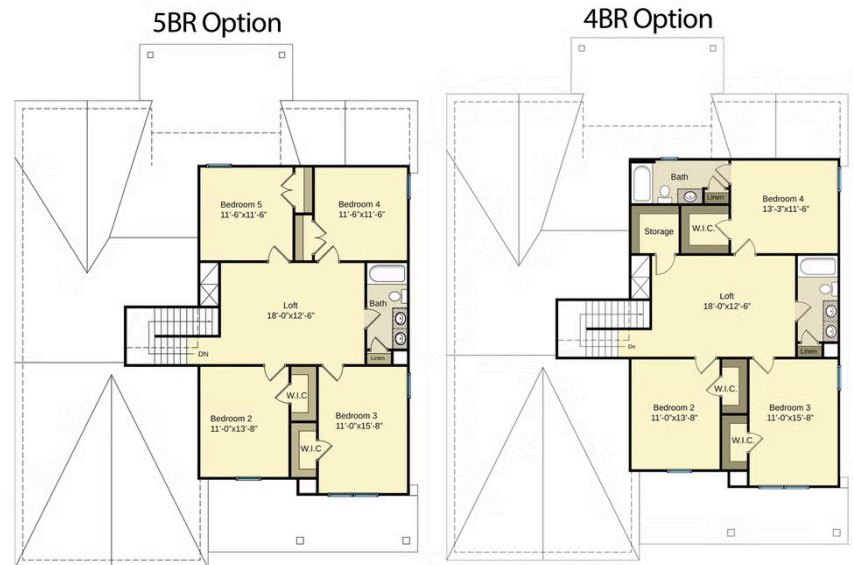 5BR Option
Bedroom 5
11'-6"x11'-6"
Bedroom 4
11'-6"x11'-6"
Loft
18'-0"x12'-6"
Bath
DN
Linen
Bedroom 2
11'-0"x13'-8"
W.I.C
W.I.C
Bedroom 3
11'-0"x15'-8"
4BR Option
Bath
Linen
Bedroom 4
13'-3"x11'-6"
Storage
W.I.C.
Loft
18'-0"x12'-6"
Dn
Linen
Bedroom 2
11'-0"x13'-8"
W.I.C.
W.I.C.
Bedroom 3
11'-0"x15'-8"